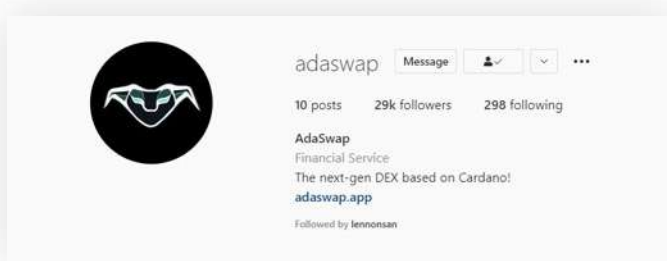 adaswap Message
10 posts 29k followers 298 following
AdaSwap
Financial Service
The next-gen DEX based on Cardano!
adaswap.app
Followed by lennonsan